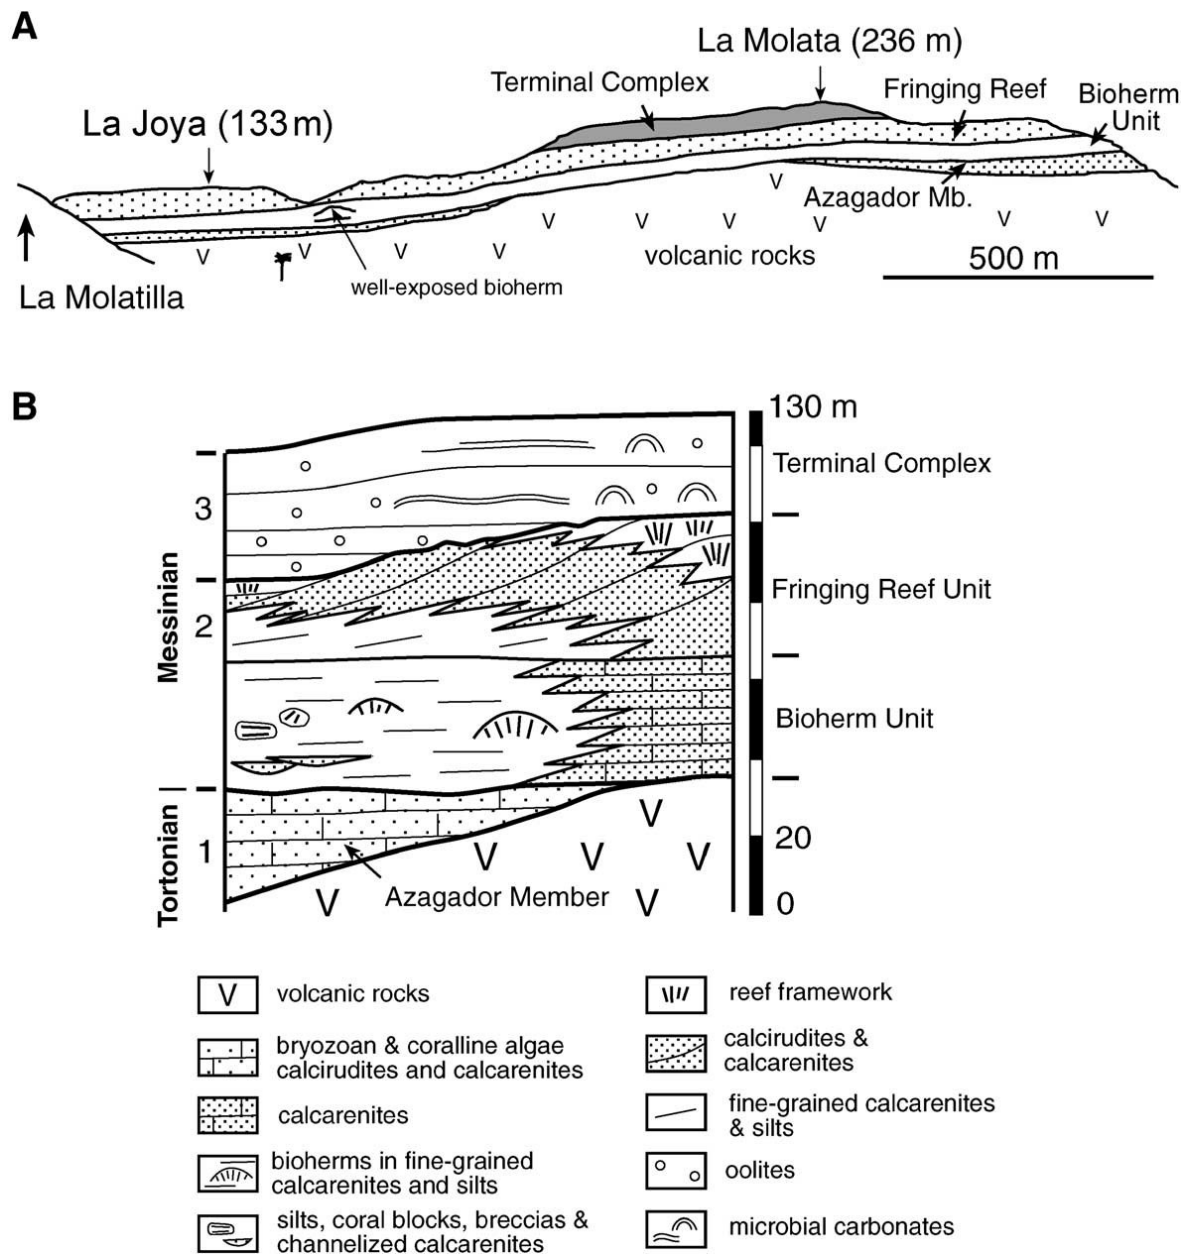 A
La Molata (236 m)
Terminal Complex
Fringing Reef
Bioherm
Unit
La Joya (133 m)
Azagador Mb.
V
V V V V V V
V V V V
volcanic rocks
500 m
well-exposed bioherm
La Molatilla
B
130 m
Terminal Complex
3
Messinian
Fringing Reef Unit
2
Bioherm Unit
Tortonian
1
V
20
V V V
Azagador Member
V V
0
V volcanic rocks
bryozoan & coralline algae
calcirudites and calcarenites
calcarenites
bioherms in fine-grained
calcarenites and silts
silts, coral blocks, breccias &
channelized calcarenites
reef framework
calcirudites &
calcarenites
fine-grained calcarenites
& silts
oolites
microbial carbonates